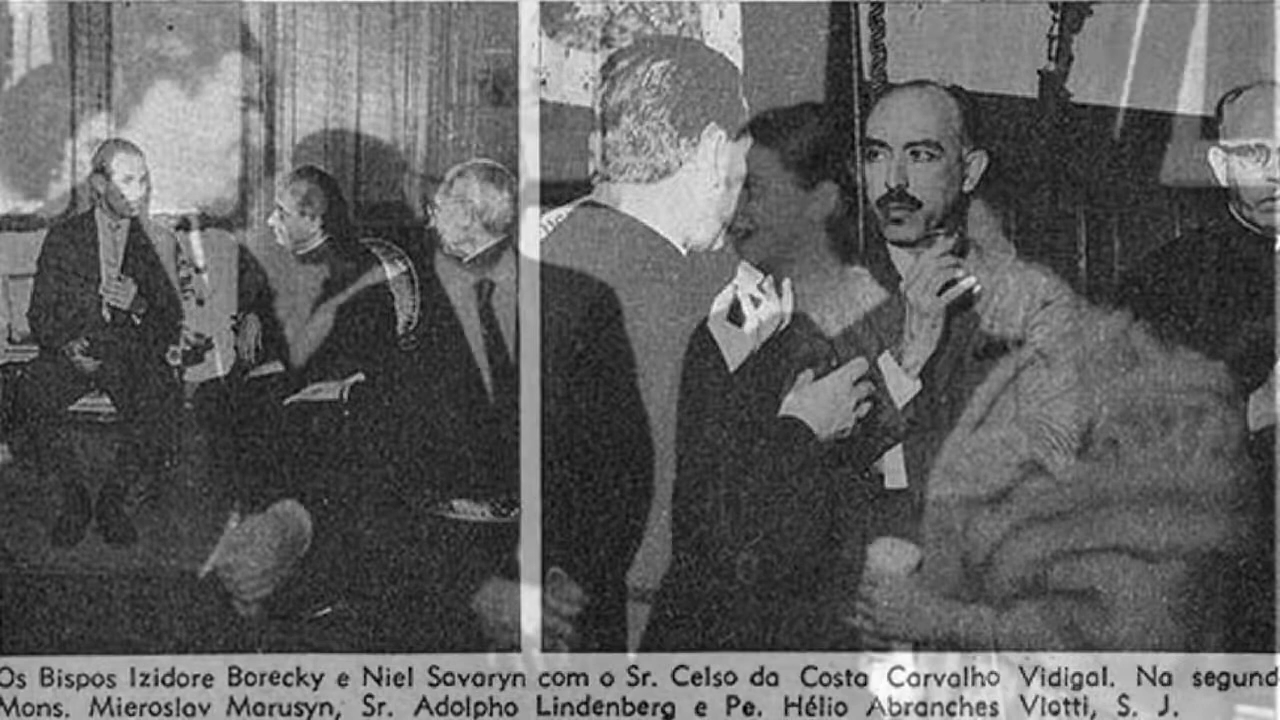 Os Bispos Izidore Borecky e Niel Savaryn com o Sr. Celso da Costa Carvalho Vidigal. Na segund
Mons. Mieroslav Marusyn, Sr. Adolpho Lindenberg e Pe. Hélio Abranches Viotti, S. J.